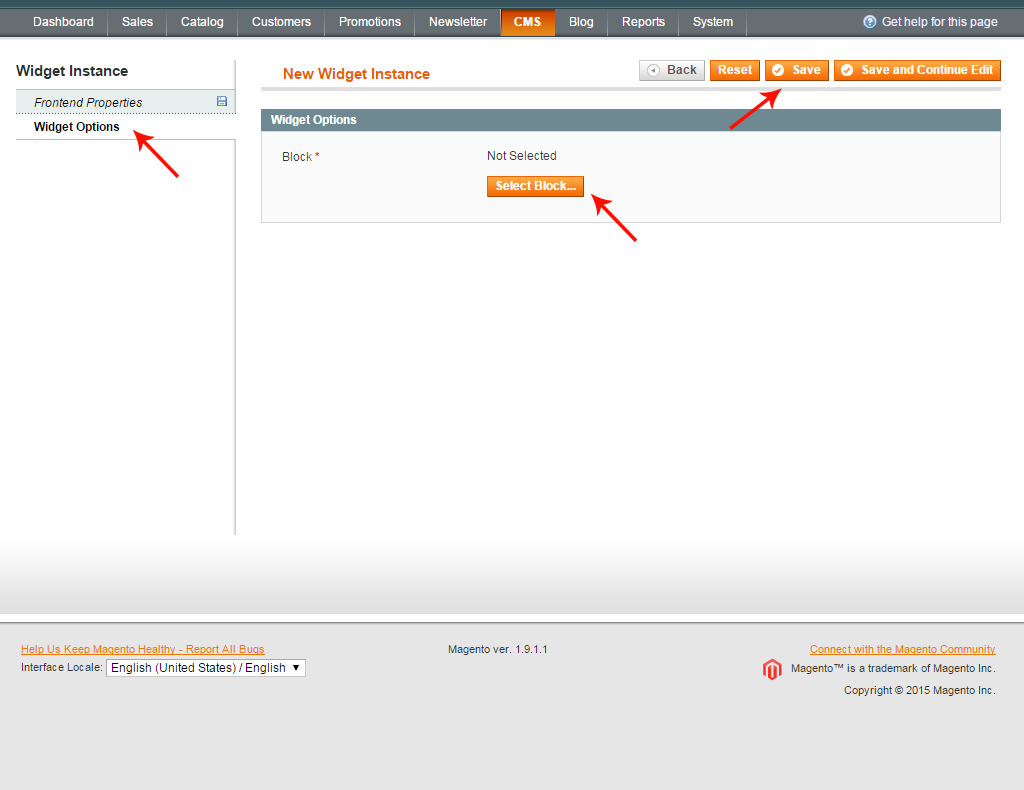 Dashboard Sales Catalog Customers Promotions Newsletter CMS Blog Reports System Get help for this page
Widget Instance
Frontend Properties
Widget Options
New Widget Instance
Back Reset Save Save and Continue Edit
Widget Options
Block * Not Selected
Select Block...
Help Us Keep Magento Healthy - Report All Bugs
Interface Locale: English (United States) / English
Magento ver. 1.9.1.1
Connect with the Magento Community
Magento™ is a trademark of Magento Inc.
Copyright © 2015 Magento Inc.